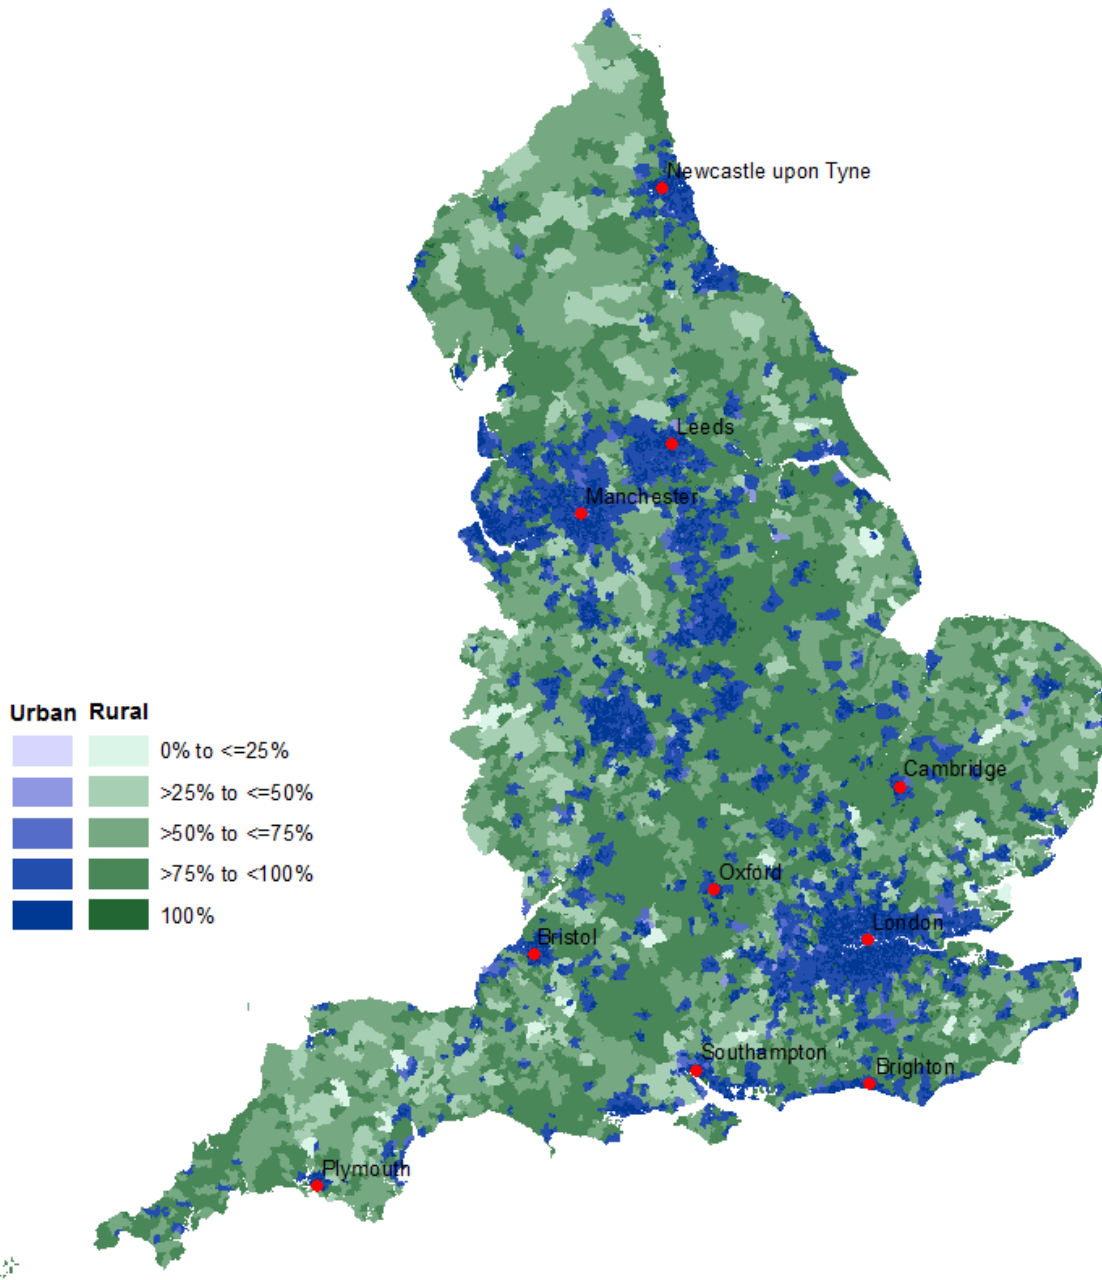 Newcastle upon Tyne
Leeds
Manchester
Urban Rural
0% to <=25%
>25% to <=50%
>50% to <=75%
>75% to <100%
100%
Cambridge
Oxford
London
Bristol
Southampton
Brighton
Plymouth